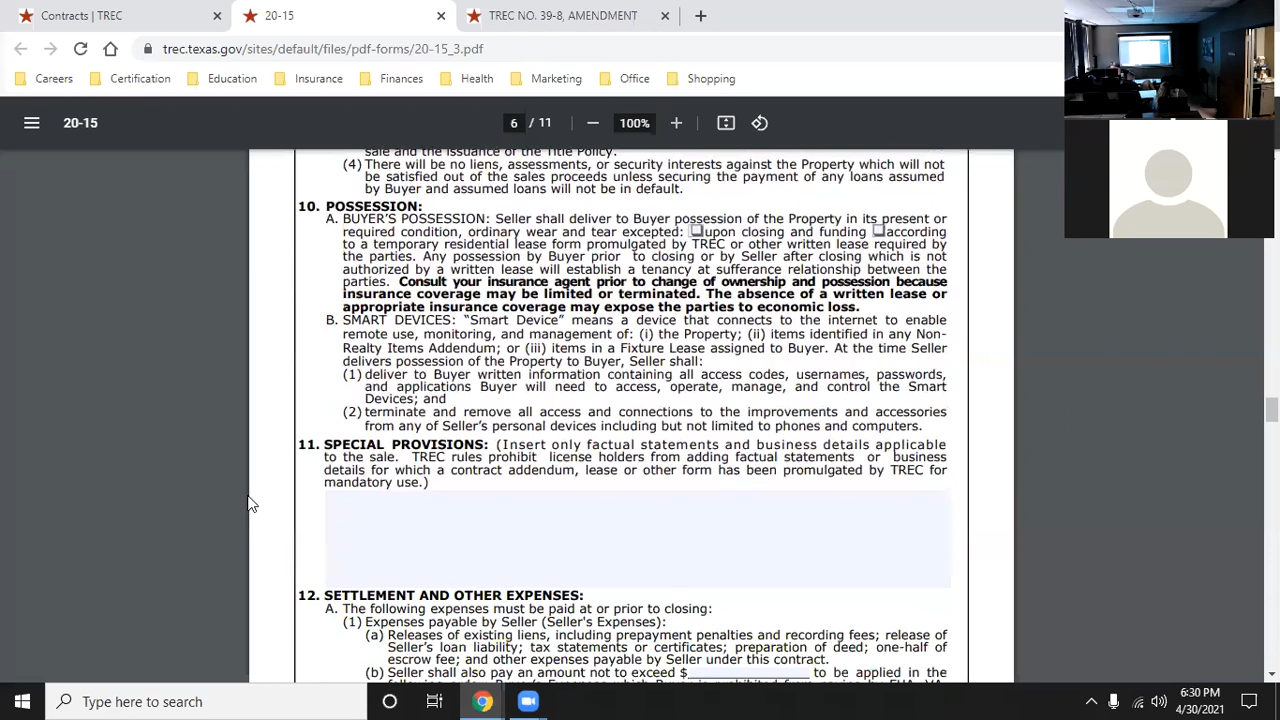 Contracts | TREC
20-15
TREC NO. 39-8, AMENDMENT
trec.texas.gov/sites/default/files/pdf-forms/20-15_3.pdf
Careers Certification Education Insurance Finances Health Marketing Office Shopping
20-15
6 / 11
100%
sale and the issuance of the Title Policy.
(4) There will be no liens, assessments, or security interests against the Property which will not
be satisfied out of the sales proceeds unless securing the payment of any loans assumed
by Buyer and assumed loans will not be in default.
10. POSSESSION:
A. BUYER'S POSSESSION: Seller shall deliver to Buyer possession of the Property in its present or
required condition, ordinary wear and tear excepted: upon closing and funding according
to a temporary residential lease form promulgated by TREC or other written lease required by
the parties. Any possession by Buyer prior to closing or by Seller after closing which is not
authorized by a written lease will establish a tenancy at sufferance relationship between the
parties. Consult your insurance agent prior to change of ownership and possession because
insurance coverage may be limited or terminated. The absence of a written lease or
appropriate insurance coverage may expose the parties to economic loss.
B. SMART DEVICES: "Smart Device" means a device that connects to the internet to enable
remote use, monitoring, and management of: (i) the Property; (ii) items identified in any Non-
Realty Items Addendum; or (iii) items in a Fixture Lease assigned to Buyer. At the time Seller
delivers possession of the Property to Buyer, Seller shall:
(1) deliver to Buyer written information containing all access codes, usernames, passwords,
and applications Buyer will need to access, operate, manage, and control the Smart
Devices; and
(2) terminate and remove all access and connections to the improvements and accessories
from any of Seller's personal devices including but not limited to phones and computers.
11. SPECIAL PROVISIONS: (Insert only factual statements and business details applicable
to the sale. TREC rules prohibit license holders from adding factual statements or business
details for which a contract addendum, lease or other form has been promulgated by TREC for
mandatory use.)
12. SETTLEMENT AND OTHER EXPENSES:
A. The following expenses must be paid at or prior to closing:
(1) Expenses payable by Seller (Seller's Expenses):
(a) Releases of existing liens, including prepayment penalties and recording fees; release of
Seller's loan liability; tax statements or certificates; preparation of deed; one-half of
escrow fee; and other expenses payable by Seller under this contract.
(b) Seller shall also pay an amount not to exceed $ to be applied in the
Type here to search
6:30 PM
4/30/2021